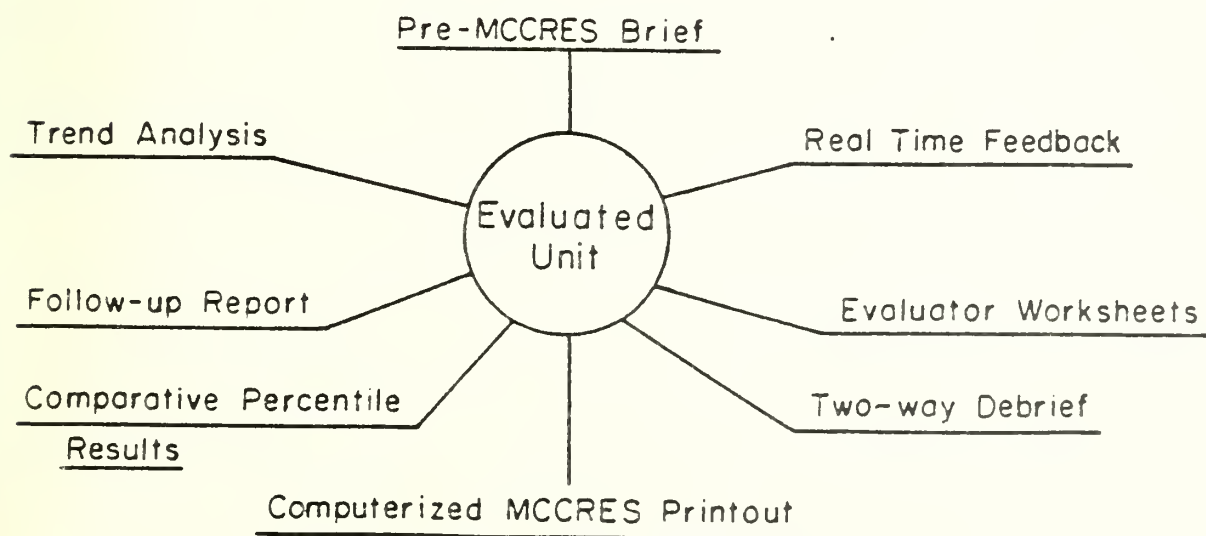 Pre-MCCRES Brief
Trend Analysis
Real Time Feedback
Evaluated
Unit
Follow-up Report
Evaluator Worksheets
Comparative Percentile
Results
Two-way Debrief
Computerized MCCRES Printout